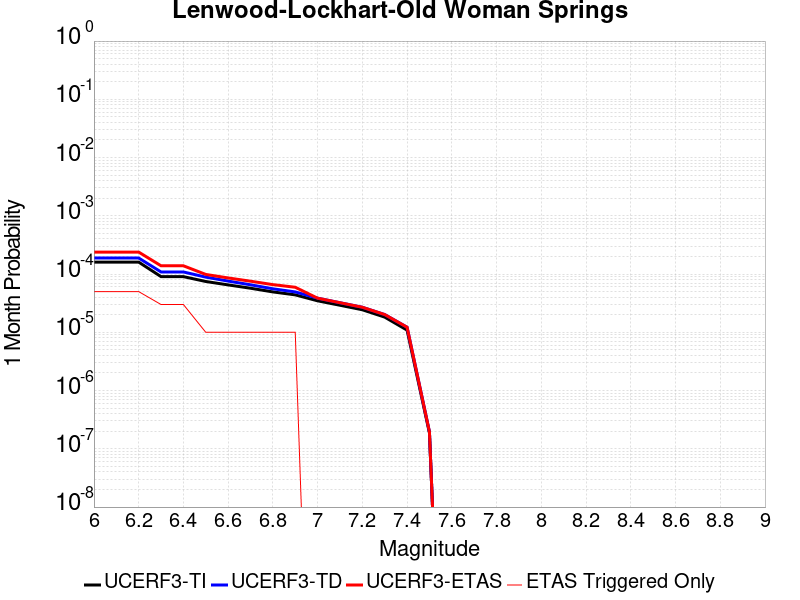 Lenwood-Lockhart-Old Woman Springs
1 Month Probability
10^0
10^-1
10^-2
10^-3
10^-4
10^-5
10^-6
10^-7
10^-8
6 6.2 6.4 6.6 6.8 7 7.2 7.4 7.6 7.8 8 8.2 8.4 8.6 8.8 9
Magnitude
UCERF3-TI UCERF3-TD UCERF3-ETAS ETAS Triggered Only